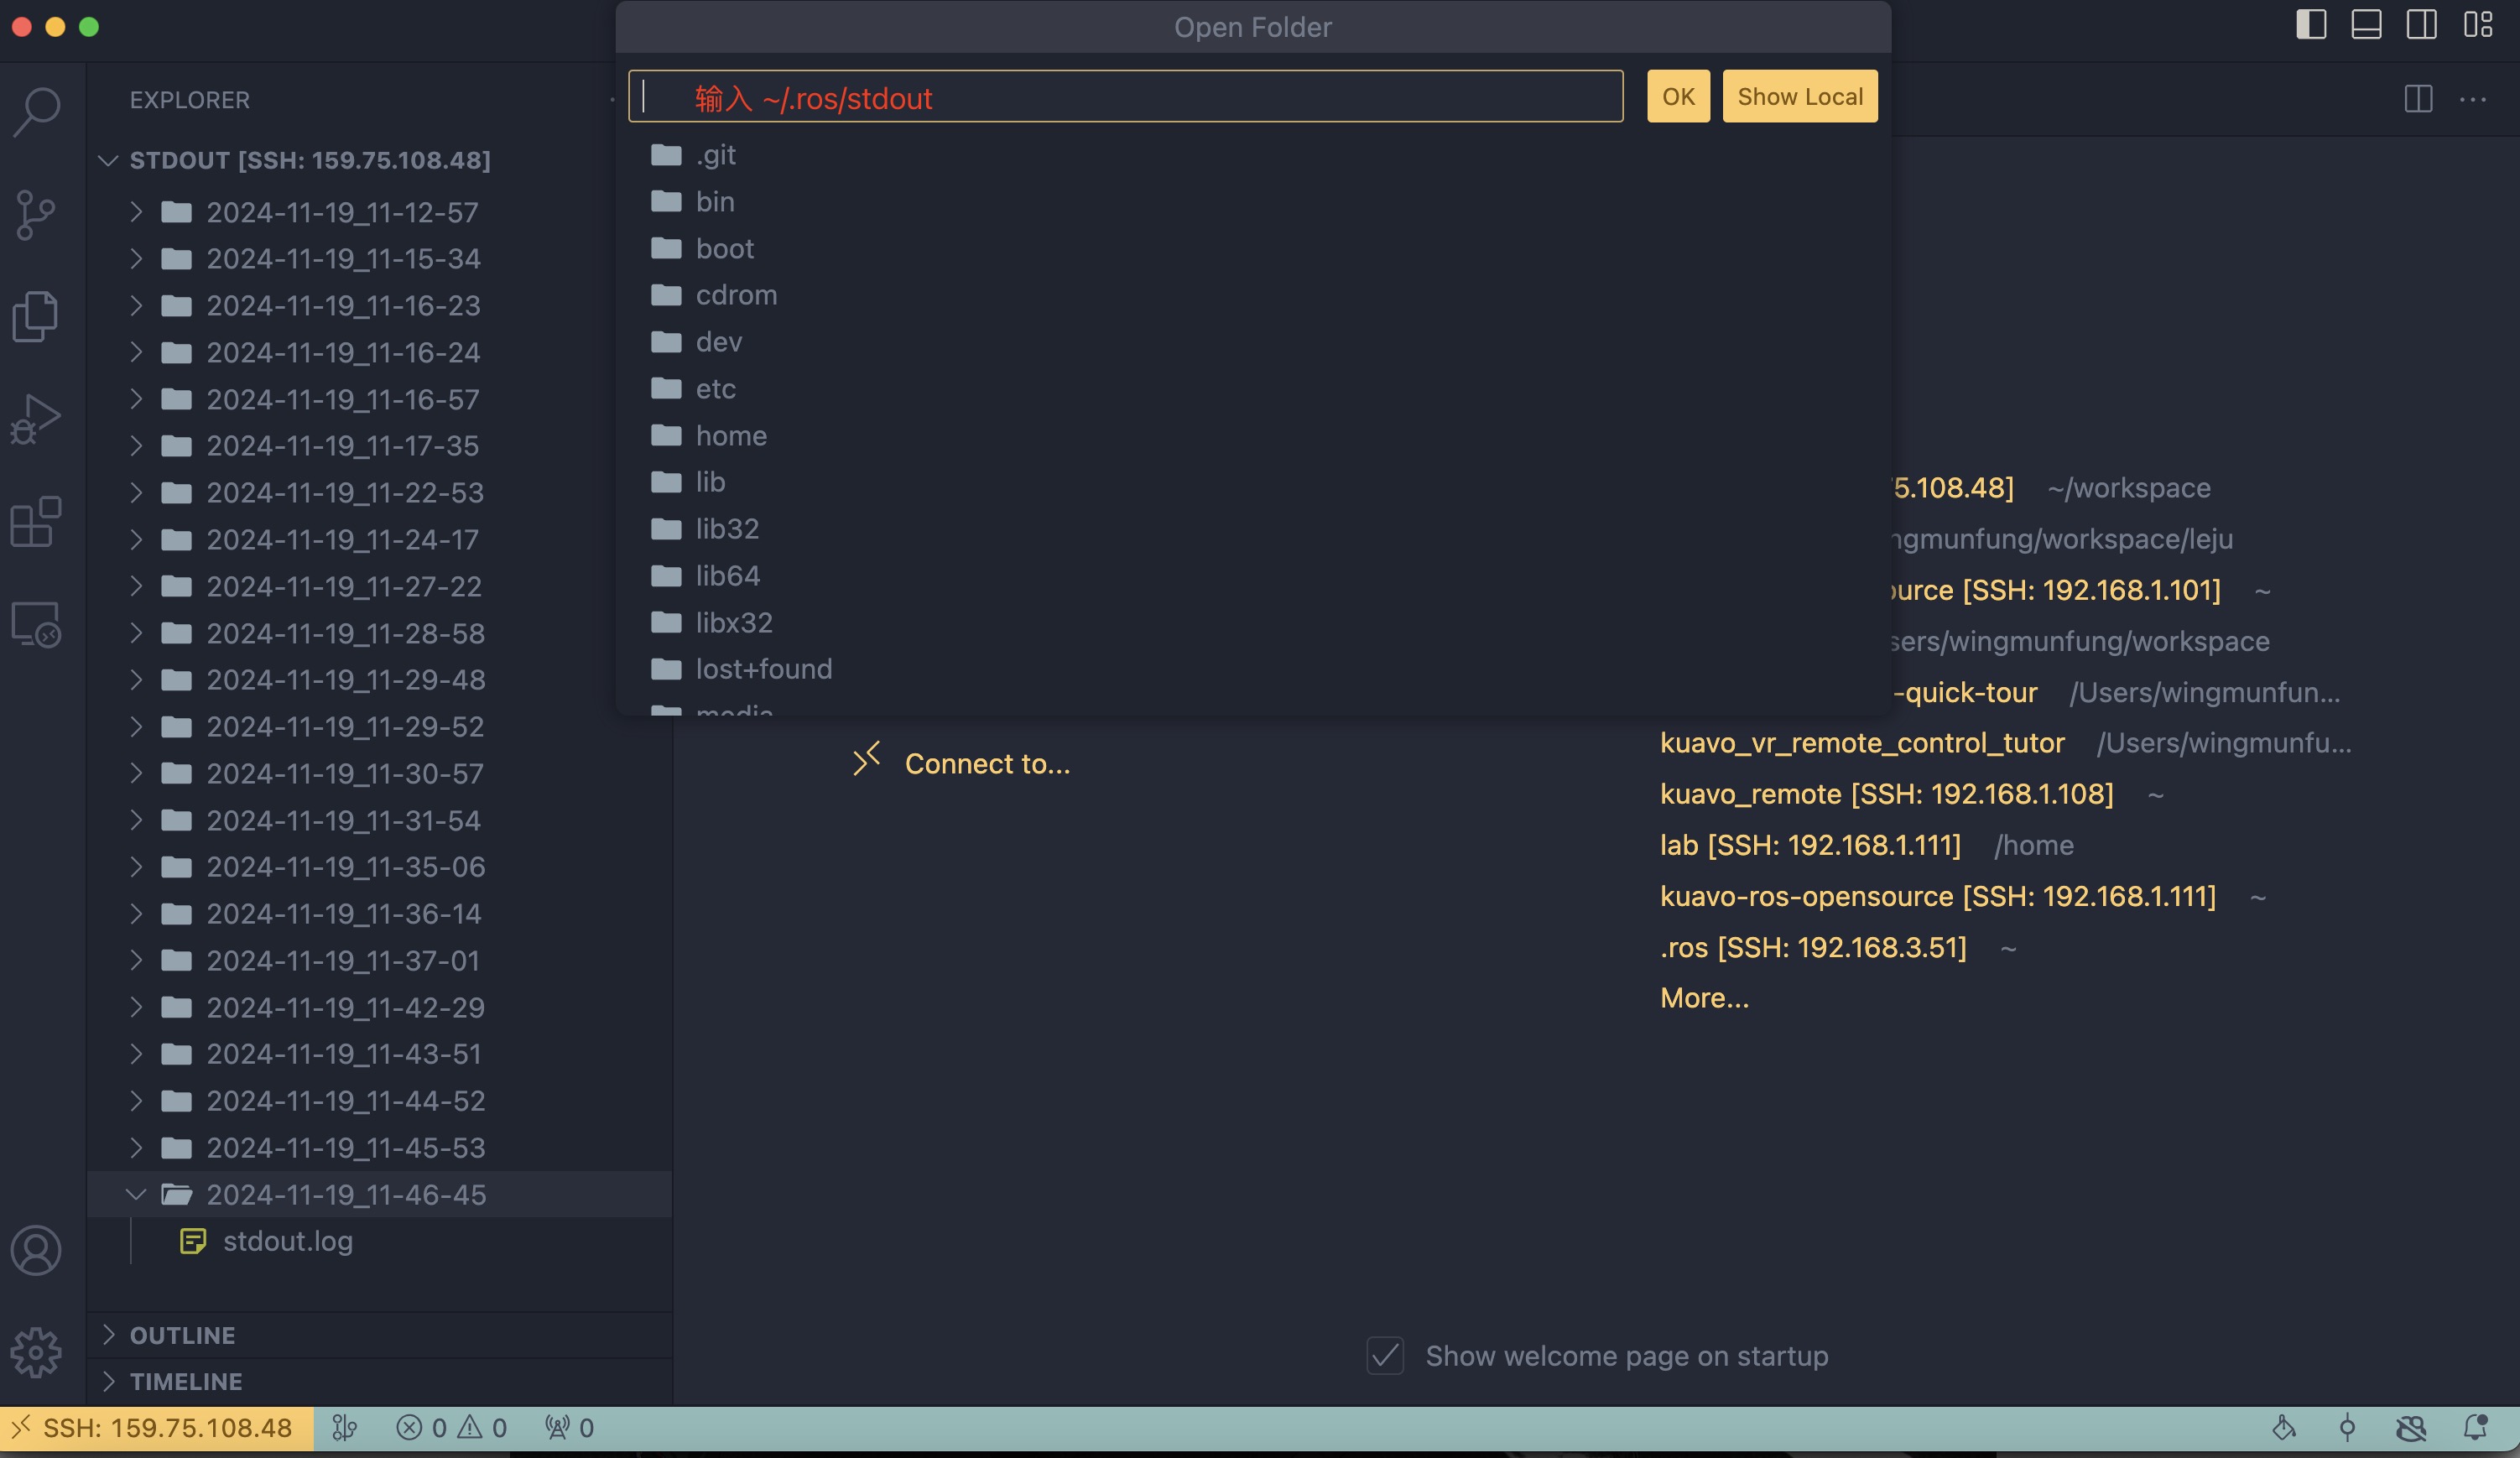 Open Folder
输入 ~/.ros/stdout
OK
Show Local
.git
bin
boot
cdrom
dev
etc
home
lib
lib32
lib64
libx32
lost+found
media
EXPLORER
STDOUT [SSH: 159.75.108.48]
2024-11-19_11-12-57
2024-11-19_11-15-34
2024-11-19_11-16-23
2024-11-19_11-16-24
2024-11-19_11-16-57
2024-11-19_11-17-35
2024-11-19_11-22-53
2024-11-19_11-24-17
2024-11-19_11-27-22
2024-11-19_11-28-58
2024-11-19_11-29-48
2024-11-19_11-29-52
2024-11-19_11-30-57
2024-11-19_11-31-54
2024-11-19_11-35-06
2024-11-19_11-36-14
2024-11-19_11-37-01
2024-11-19_11-42-29
2024-11-19_11-43-51
2024-11-19_11-44-52
2024-11-19_11-45-53
2024-11-19_11-46-45
stdout.log
OUTLINE
TIMELINE
Connect to...
5.108.48] ~/workspace
ngmunfung/workspace/leju
ource [SSH: 192.168.1.101] ~
sers/wingmunfung/workspace
-quick-tour /Users/wingmunfun...
kuavo_vr_remote_control_tutor /Users/wingmunfu...
kuavo_remote [SSH: 192.168.1.108] ~
lab [SSH: 192.168.1.111] /home
kuavo-ros-opensource [SSH: 192.168.1.111] ~
.ros [SSH: 192.168.3.51] ~
More...
Show welcome page on startup
SSH: 159.75.108.48
0 0 0